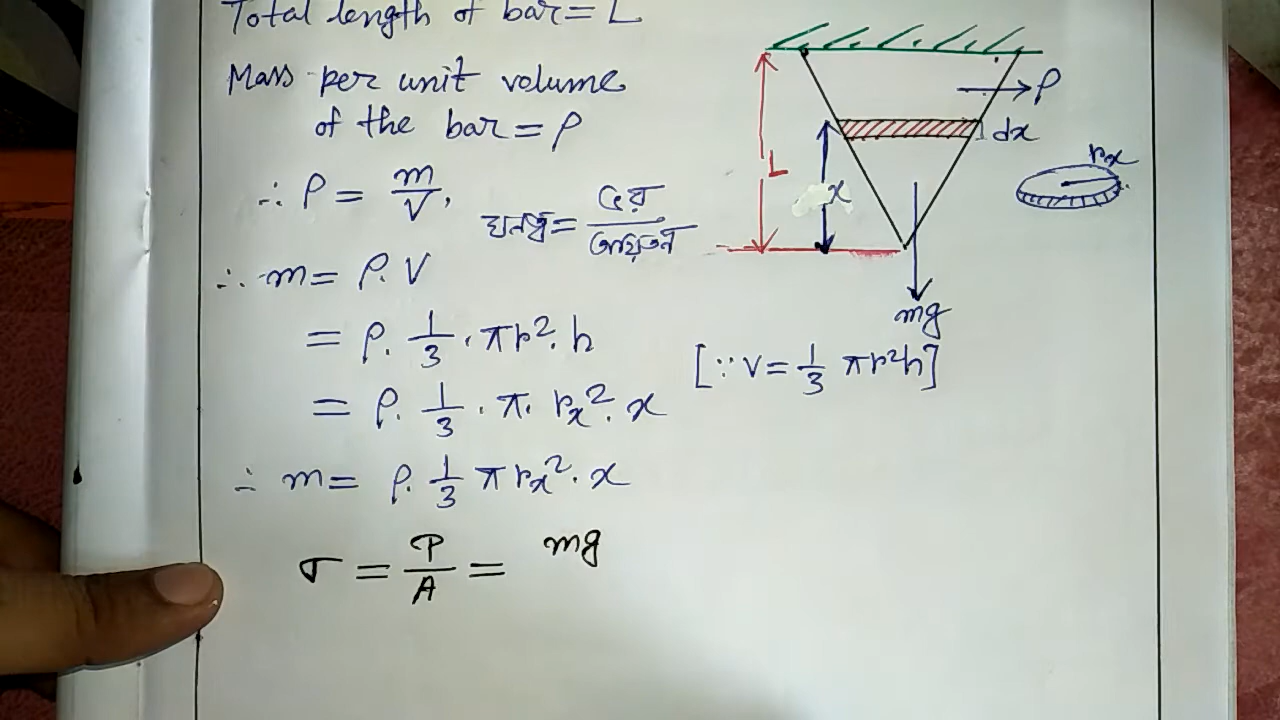 Total length of bar = L
Mass per unit volume
of the bar = ρ
∴ ρ = m/V,
ঘনত্ব = ভর/আয়তন
∴ m = ρ. V
= ρ. 1/3 . πr². h
[∵ V = 1/3 πr²h]
= ρ. 1/3 . π. rx². x
∴ m = ρ. 1/3 π rx². x
σ = P/A = mg
ρ
dx
L
x
rx
mg